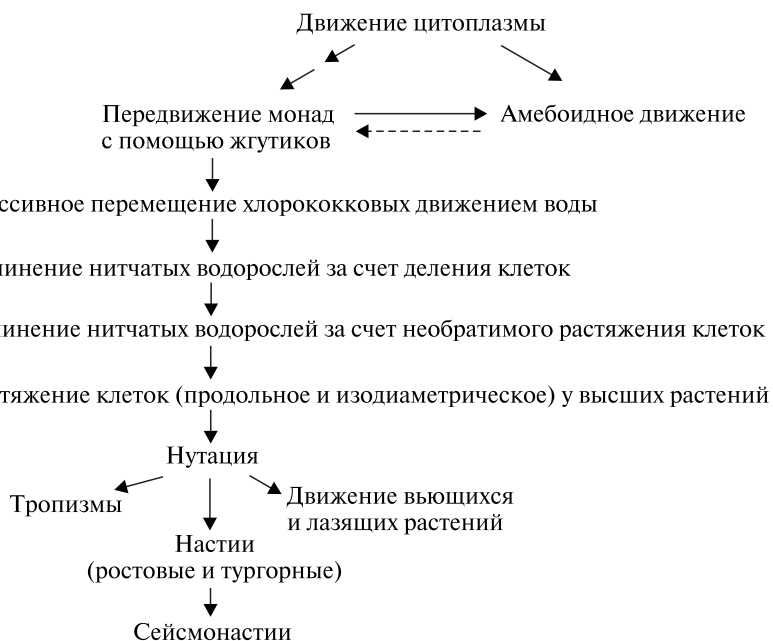 Движение цитоплазмы
Передвижение монад
с помощью жгутиков
Амебоидное движение
ссивное перемещение хлорококковых движением воды
инение нитчатых водорослей за счет деления клеток
инение нитчатых водорослей за счет необратимого растяжения клеток
тяжение клеток (продольное и изодиаметрическое) у высших растений
Нутация
Тропизмы
Движение вьющихся
и лазящих растений
Настии
(ростовые и тургорные)
Сейсмонастии